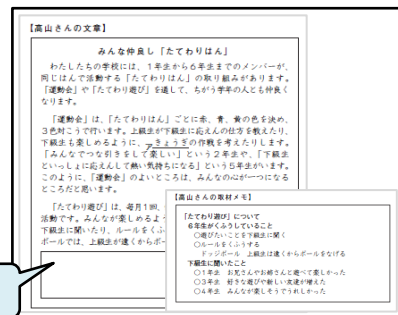 【高山さんの文章】
みんな仲良し「たてわりはん」
わたしたちの学校には、1年生から6年生までのメンバーが、
同じはんで活動する「たてわりはん」の取り組みがあります。
「運動会」や「たてわり遊び」を通して、ちがう学年の人とも仲良く
なります。
「運動会」は、「たてわりはん」ごとに赤、青、黄の色を決め、
3色対こうで行います。上級生が下級生に応えんの仕方を教えたり、
下級生も楽しめるように、アきょうぎの作戦を考えたりします。
「みんなでつな引きをして楽しい」という2年生や、「下級生
といっしょに応えんして熱い気持ちになる」という5年生がいます。
このように、「運動会」のよいところは、みんなの心が一つになる
ところだと思います。
「たてわり遊び」は、毎月1回、
活動です。みんなが楽しめるよ
下級生に聞いたり、ルールをくふ
ボールでは、上級生が遠くからボー
【高山さんの取材メモ】
「たてわり遊び」について
6年生がくふうしていること
○遊びたいことを下級生に聞く
○ルールをくふうする
ドッジボール 上級生は遠くからボールをなげる
下級生に聞いたこと
○1年生 お兄さんやお姉さんと遊べて楽しかった
○3年生 好きな遊びや新しい友達が増えた
○4年生 みんなが楽しそうでうれしかった